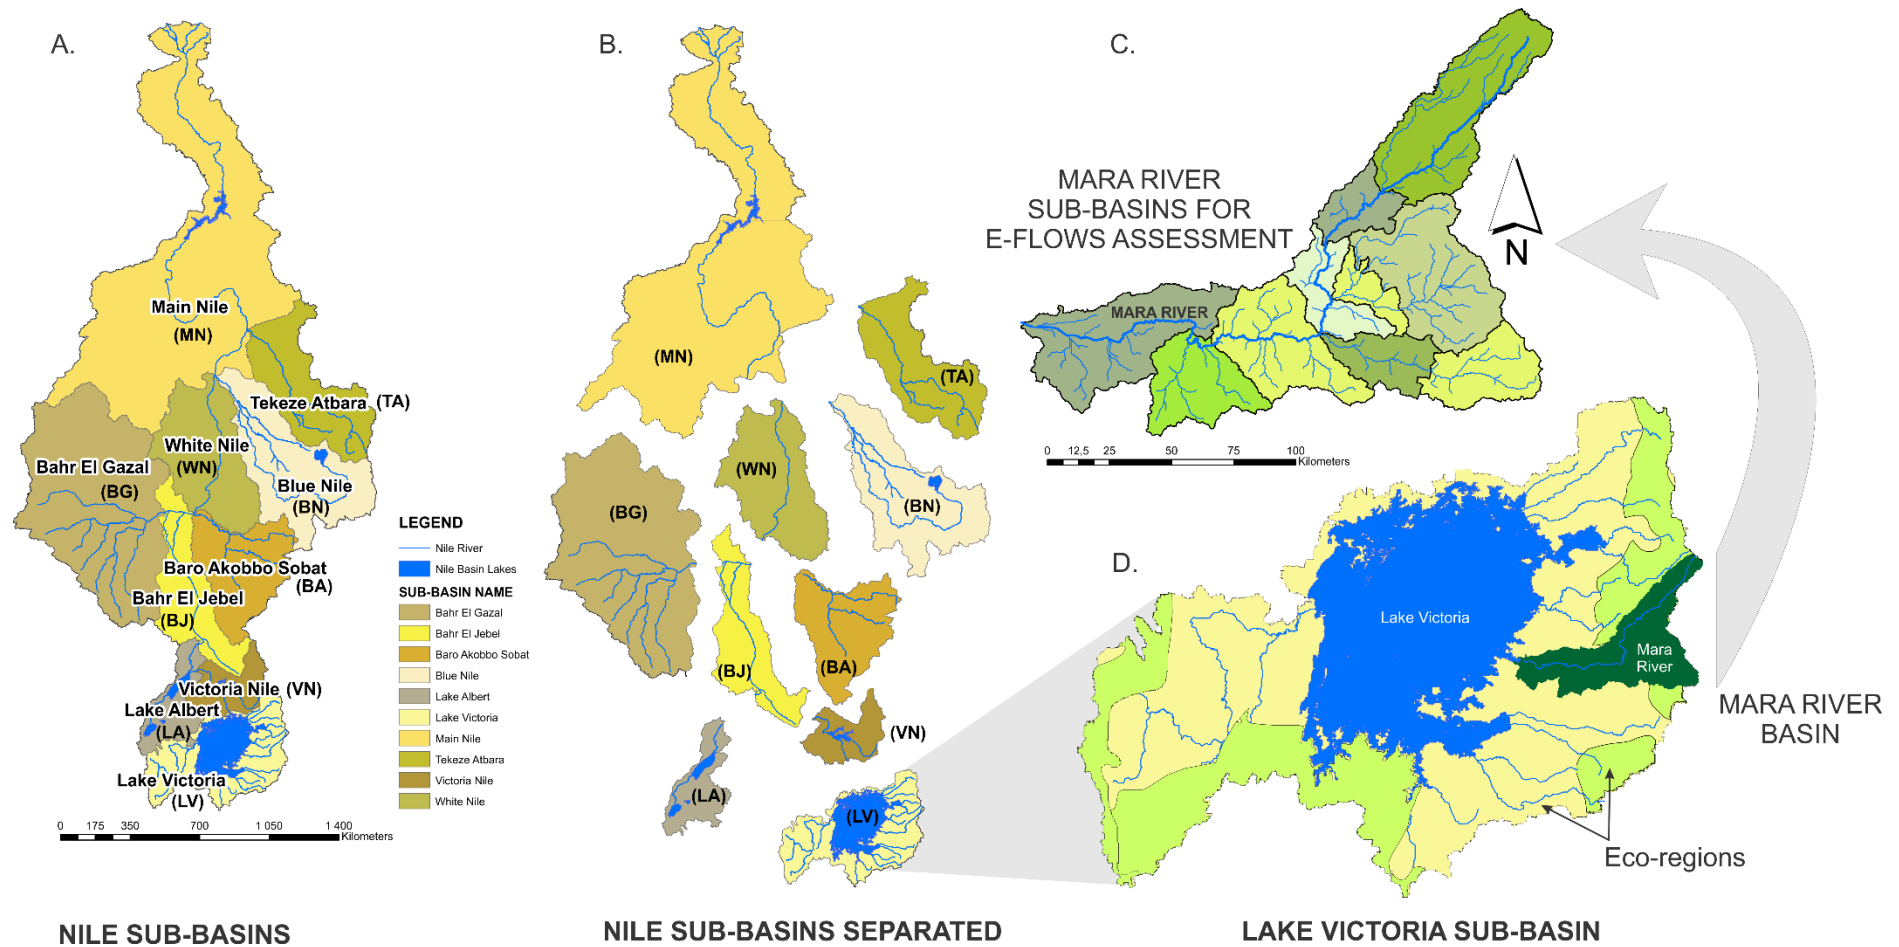 A.
Main Nile
(MN)
Tekeze Atbara (TA)
White Nile
(WN)
Bahr El Gazal
(BG)
Blue Nile
(BN)
Baro Akobbo Sobat
(BA)
Bahr El Jebel
(BJ)
Victoria Nile (VN)
Lake Albert
(LA)
Lake Victoria
(LV)
0 175 350 700 1 050 1 400
Kilometers
NILE SUB-BASINS
LEGEND
Nile River
Nile Basin Lakes
SUB-BASIN NAME
Bahr El Gazal
Bahr El Jebel
Baro Akobbo Sobat
Blue Nile
Lake Albert
Lake Victoria
Main Nile
Tekeze Atbara
Victoria Nile
White Nile
B.
(MN)
(TA)
(WN)
(BG)
(BN)
(BJ)
(BA)
(VN)
(LA)
(LV)
NILE SUB-BASINS SEPARATED
C.
MARA RIVER
SUB-BASINS FOR
E-FLOWS ASSESSMENT
N
MARA RIVER
0 12,5 25 50 75 100
Kilometers
D.
Lake Victoria
Mara
River
MARA RIVER
BASIN
Eco-regions
LAKE VICTORIA SUB-BASIN